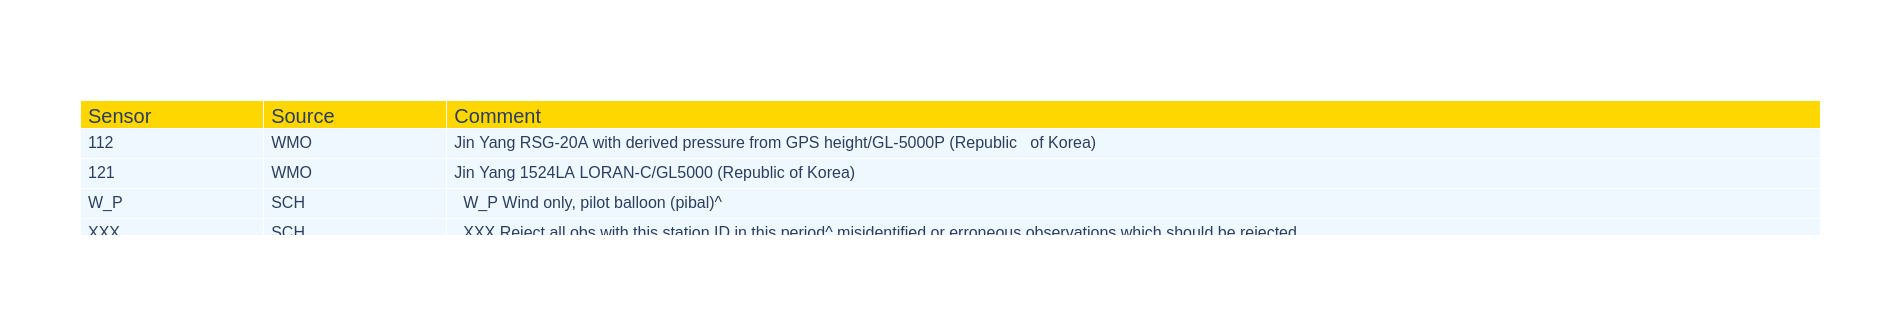 Sensor Source Comment
112 WMO Jin Yang RSG-20A with derived pressure from GPS height/GL-5000P (Republic   of Korea)
121 WMO Jin Yang 1524LA LORAN-C/GL5000 (Republic of Korea)
W_P SCH W_P Wind only, pilot balloon (pibal)^
XXX SCH XXX Reject all obs with this station ID in this period^ misidentified or erroneous observations which should be rejected